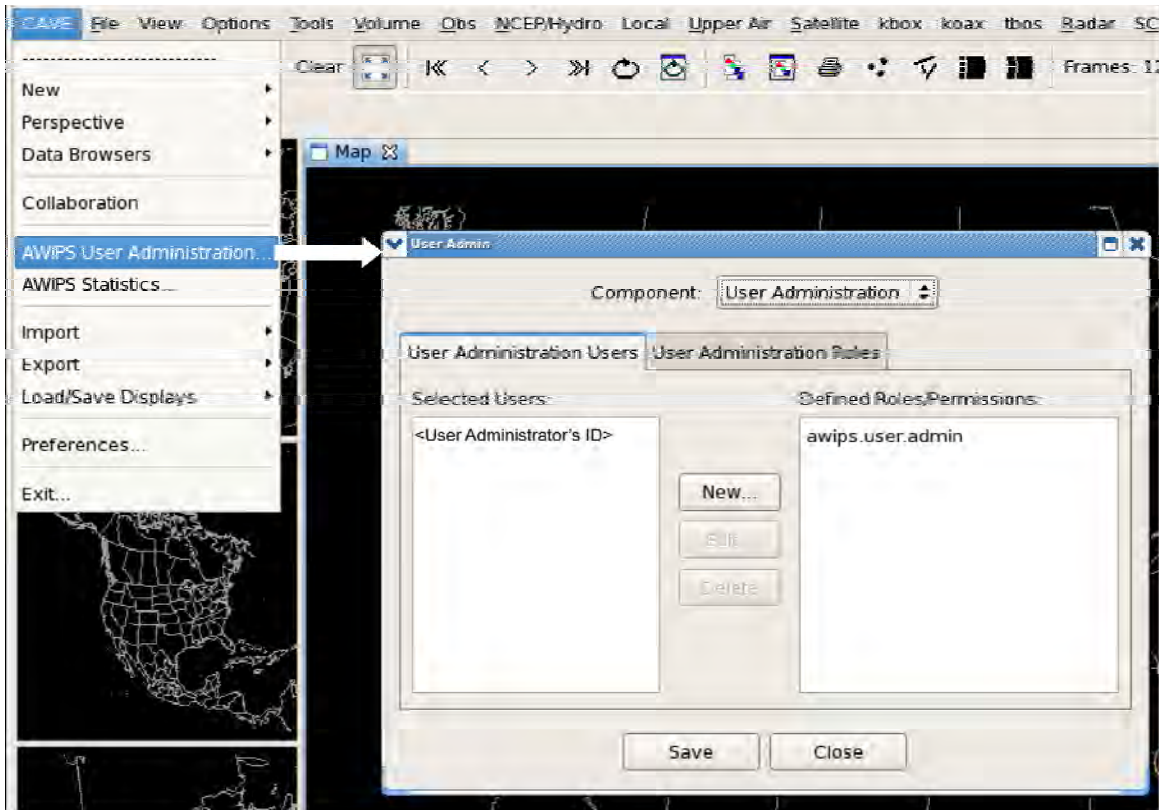 CAVE File View Options Tools Volume Obs NCEP/Hydro Local Upper Air Satellite kbox koax tbos Radar SC
Clear
Frames: 12
New
Perspective
Data Browsers
Collaboration
AWIPS User Administration...
AWIPS Statistics...
Import
Export
Load/Save Displays
Preferences...
Exit...
Map
User Admin
Component: User Administration
User Administration Users User Administration Roles
Selected Users:
Defined Roles/Permissions:
<User Administrator's ID>
awips.user.admin
New...
Edit...
Delete
Save Close